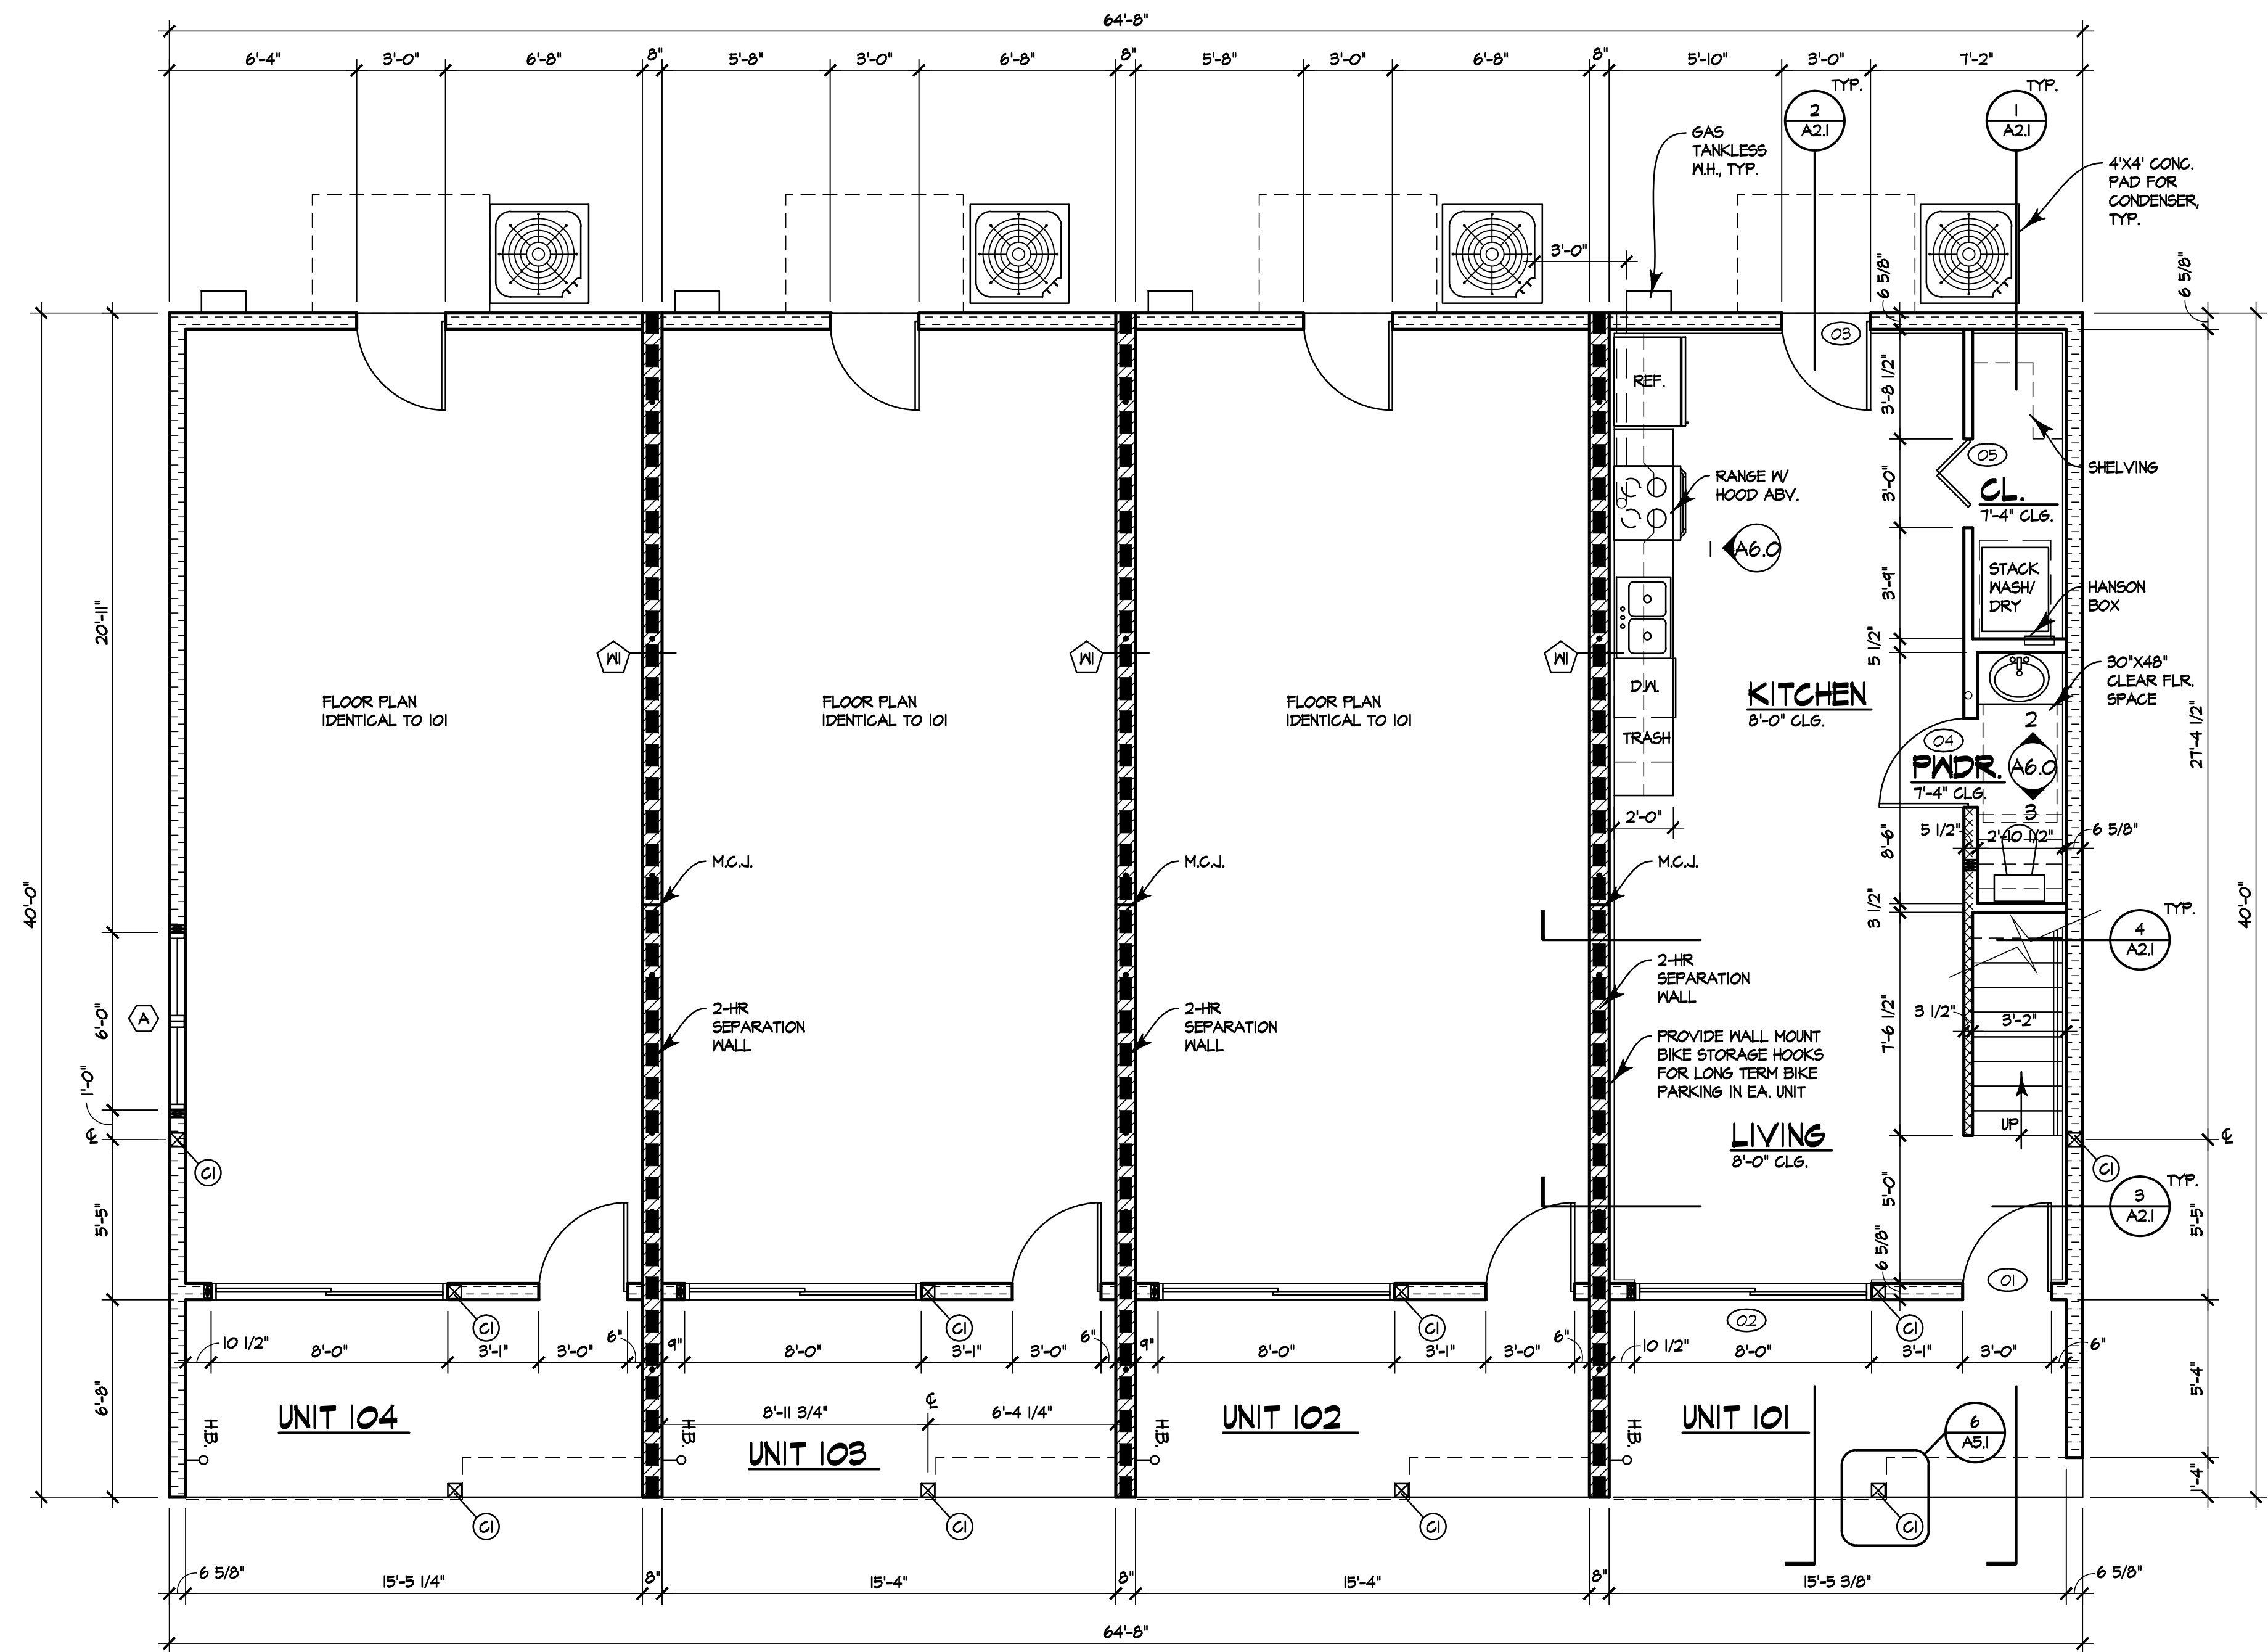 64'-8"
6'-4" 3'-0" 6'-8" 8" 5'-8" 3'-0" 6'-8" 8" 5'-8" 3'-0" 6'-8" 8" 5'-10" 3'-0" 7'-2"
2
A2.1
TYP.
1
A2.1
TYP.
GAS
TANKLESS
W.H., TYP.
4'X4' CONC.
PAD FOR
CONDENSER,
TYP.
3'-0"
6 5/8"
6 5/8"
03
REF.
3'-8 1/2"
05
SHELVING
CL.
7'-4" CLG.
3'-0"
RANGE W/
HOOD ABV.
1 A6.0
3'-9"
STACK
WASH/
DRY
HANSON
BOX
20'-11"
5 1/2"
W1
W1
W1
30"X48"
CLEAR FLR.
SPACE
D.W.
KITCHEN
8'-0" CLG.
FLOOR PLAN
IDENTICAL TO 101
FLOOR PLAN
IDENTICAL TO 101
FLOOR PLAN
IDENTICAL TO 101
TRASH
04
PWDR.
7'-4" CLG.
2
A6.0
3
27'-4 1/2"
2'-0"
8'-6"
5 1/2"
2'-10 1/2"
6 5/8"
M.C.J.
M.C.J.
M.C.J.
40'-0"
40'-0"
3 1/2"
4
A2.1
TYP.
2-HR
SEPARATION
WALL
2-HR
SEPARATION
WALL
2-HR
SEPARATION
WALL
A
6'-0"
7'-6 1/2"
3 1/2"
3'-2"
PROVIDE WALL MOUNT
BIKE STORAGE HOOKS
FOR LONG TERM BIKE
PARKING IN EA. UNIT
1'-0"
UP
LIVING
8'-0" CLG.
℄
℄
C1
C1
3
A2.1
TYP.
5'-5"
5'-0"
5'-5"
6 5/8"
01
02
C1
C1
C1
C1
10 1/2" 8'-0" 3'-1" 3'-0" 6" 9" 8'-0" 3'-1" 3'-0" 6" 9" 8'-0" 3'-1" 3'-0" 6" 10 1/2" 8'-0" 3'-1" 3'-0" 6"
6'-8"
5'-4"
℄
8'-11 3/4" 6'-4 1/4"
UNIT 104
UNIT 103
UNIT 102
UNIT 101
H.B.
H.B.
H.B.
H.B.
6
A5.1
1'-4"
C1
C1
C1
C1
6 5/8" 15'-5 1/4" 8" 15'-4" 8" 15'-4" 8" 15'-5 3/8" 6 5/8"
64'-8"